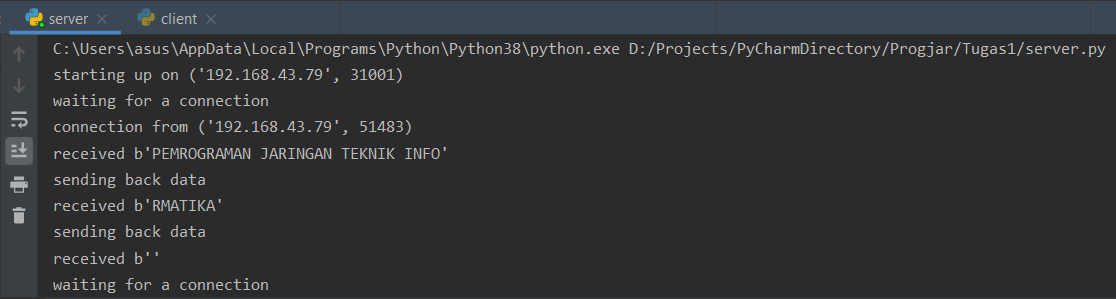 server × client ×
C:\Users\asus\AppData\Local\Programs\Python\Python38\python.exe D:/Projects/PyCharmDirectory/Progjar/Tugas1/server.py
starting up on ('192.168.43.79', 31001)
waiting for a connection
connection from ('192.168.43.79', 51483)
received b'PEMROGRAMAN JARINGAN TEKNIK INFO'
sending back data
received b'RMATIKA'
sending back data
received b''
waiting for a connection